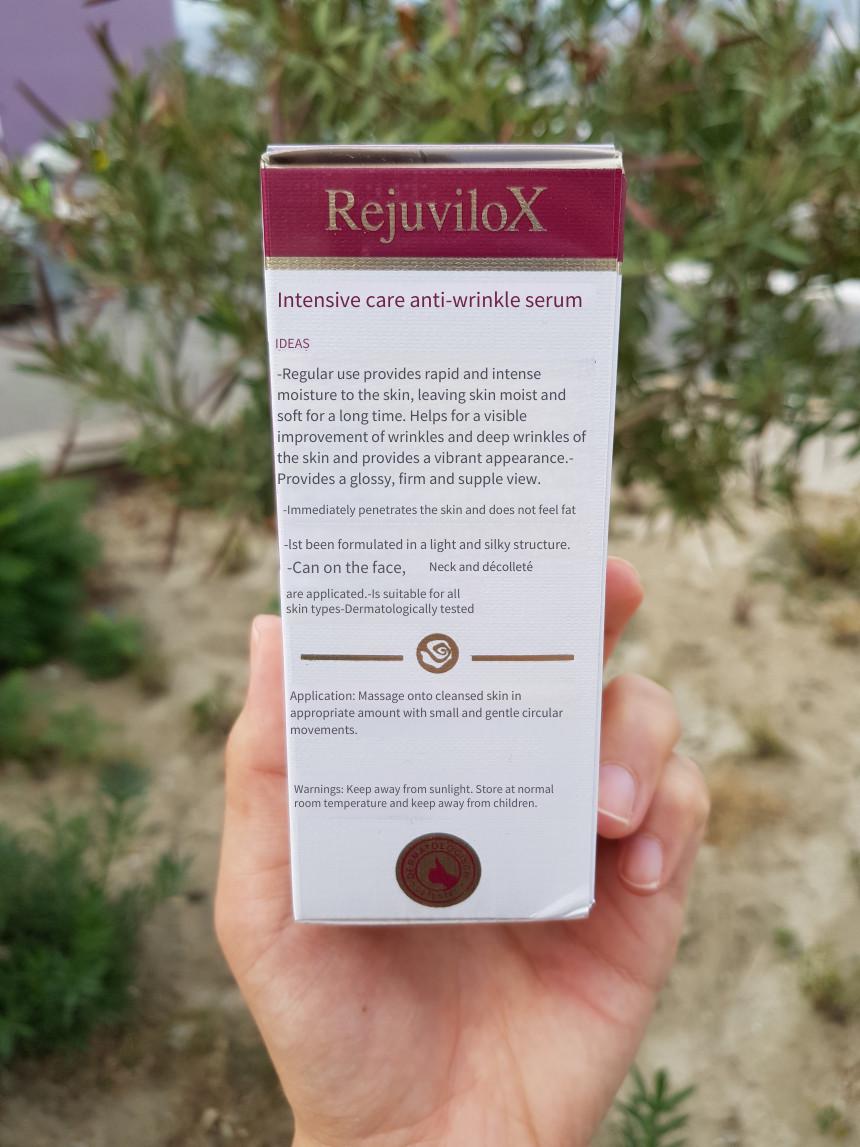 RejuviloX
Intensive care anti-wrinkle serum
IDEAS
-Regular use provides rapid and intense
moisture to the skin, leaving skin moist and
soft for a long time. Helps for a visible
improvement of wrinkles and deep wrinkles of
the skin and provides a vibrant appearance.-
Provides a glossy, firm and supple view.
-Immediately penetrates the skin and does not feel fat
-lst been formulated in a light and silky structure.
-Can on the face, Neck and décolleté
are applicated.-Is suitable for all
skin types-Dermatologically tested
Application: Massage onto cleansed skin in
appropriate amount with small and gentle circular
movements.
Warnings: Keep away from sunlight. Store at normal
room temperature and keep away from children.